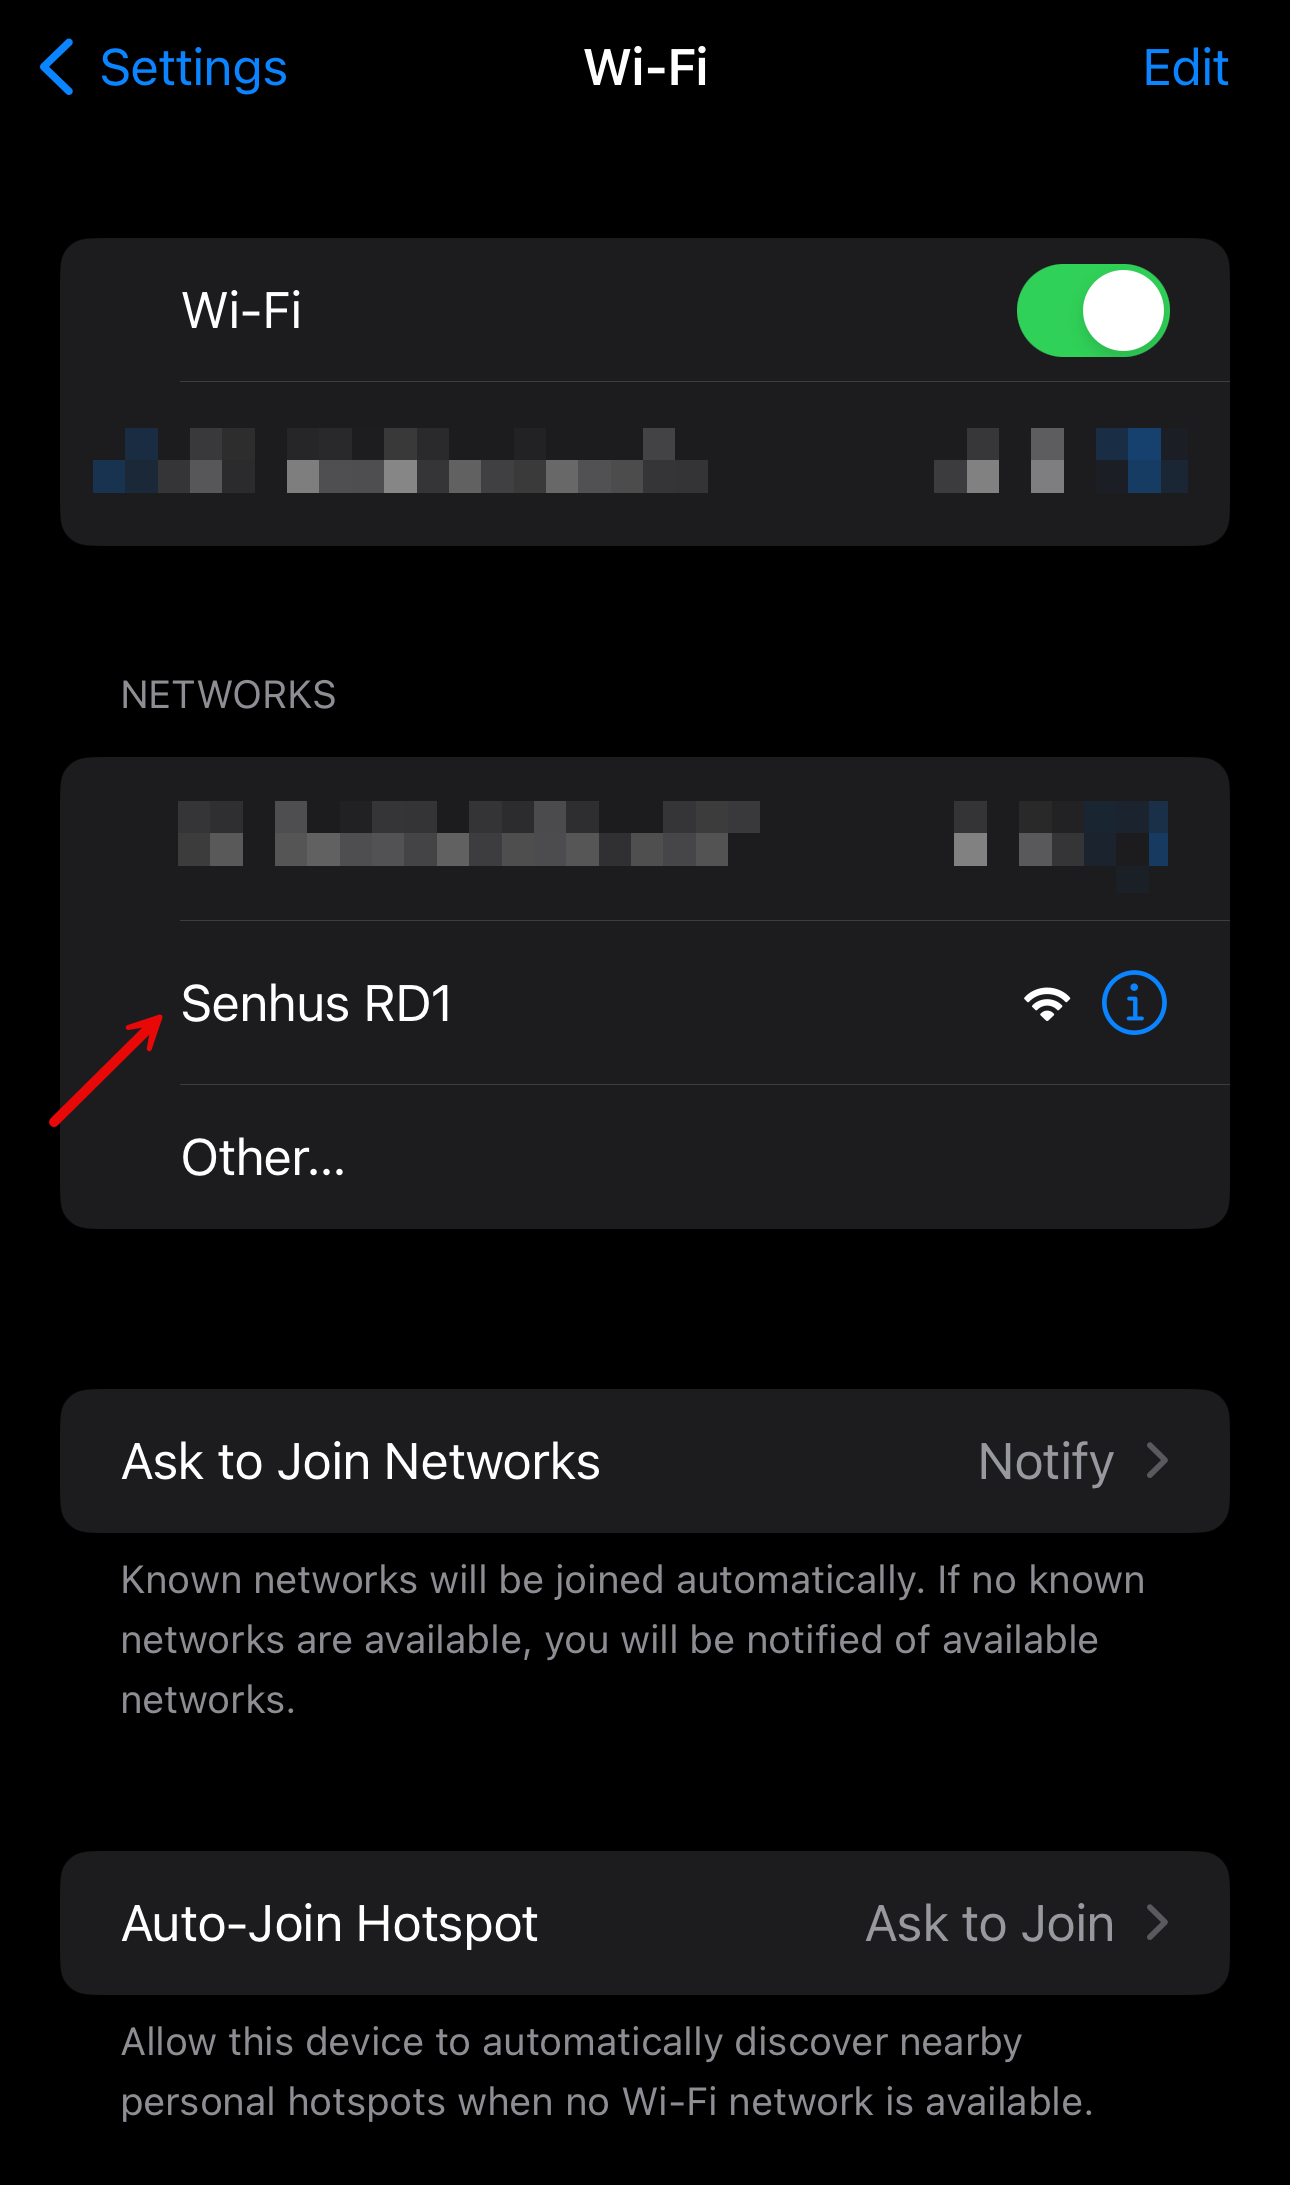 Settings
Wi-Fi
Edit
Wi-Fi
NETWORKS
Senhus RD1
Other...
Ask to Join Networks
Notify
Known networks will be joined automatically. If no known
networks are available, you will be notified of available
networks.
Auto-Join Hotspot
Ask to Join
Allow this device to automatically discover nearby
personal hotspots when no Wi-Fi network is available.